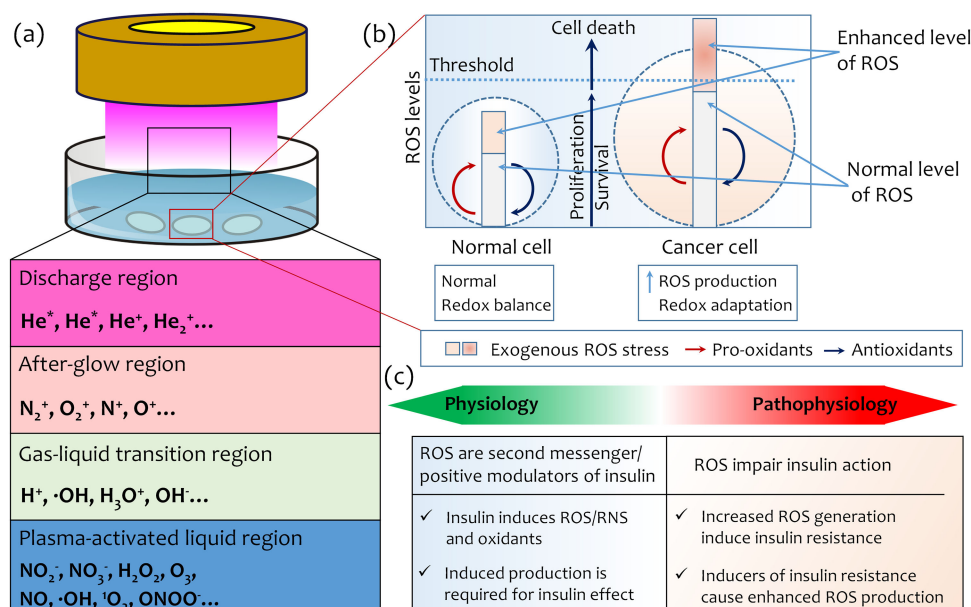 (a)
Discharge region
He*, He*, He⁺, He₂⁺...
After-glow region
N₂⁺, O₂⁺, N⁺, O⁺...
Gas-liquid transition region
H⁺, ·OH, H₃O⁺, OH⁻...
Plasma-activated liquid region
NO₂⁻, NO₃⁻, H₂O₂, O₃,
NO, ·OH, ¹O₂, ONOO⁻...
(b)
ROS levels
Threshold
Cell death
Proliferation
Survival
Enhanced level
of ROS
Normal level
of ROS
Normal cell
Cancer cell
Normal
Redox balance
↑ ROS production
Redox adaptation
Exogenous ROS stress
Pro-oxidants
Antioxidants
(c)
Physiology
Pathophysiology
ROS are second messenger/
positive modulators of insulin
ROS impair insulin action
✓ Insulin induces ROS/RNS
and oxidants
✓ Induced production is
required for insulin effect
✓ Increased ROS generation
induce insulin resistance
✓ Inducers of insulin resistance
cause enhanced ROS production